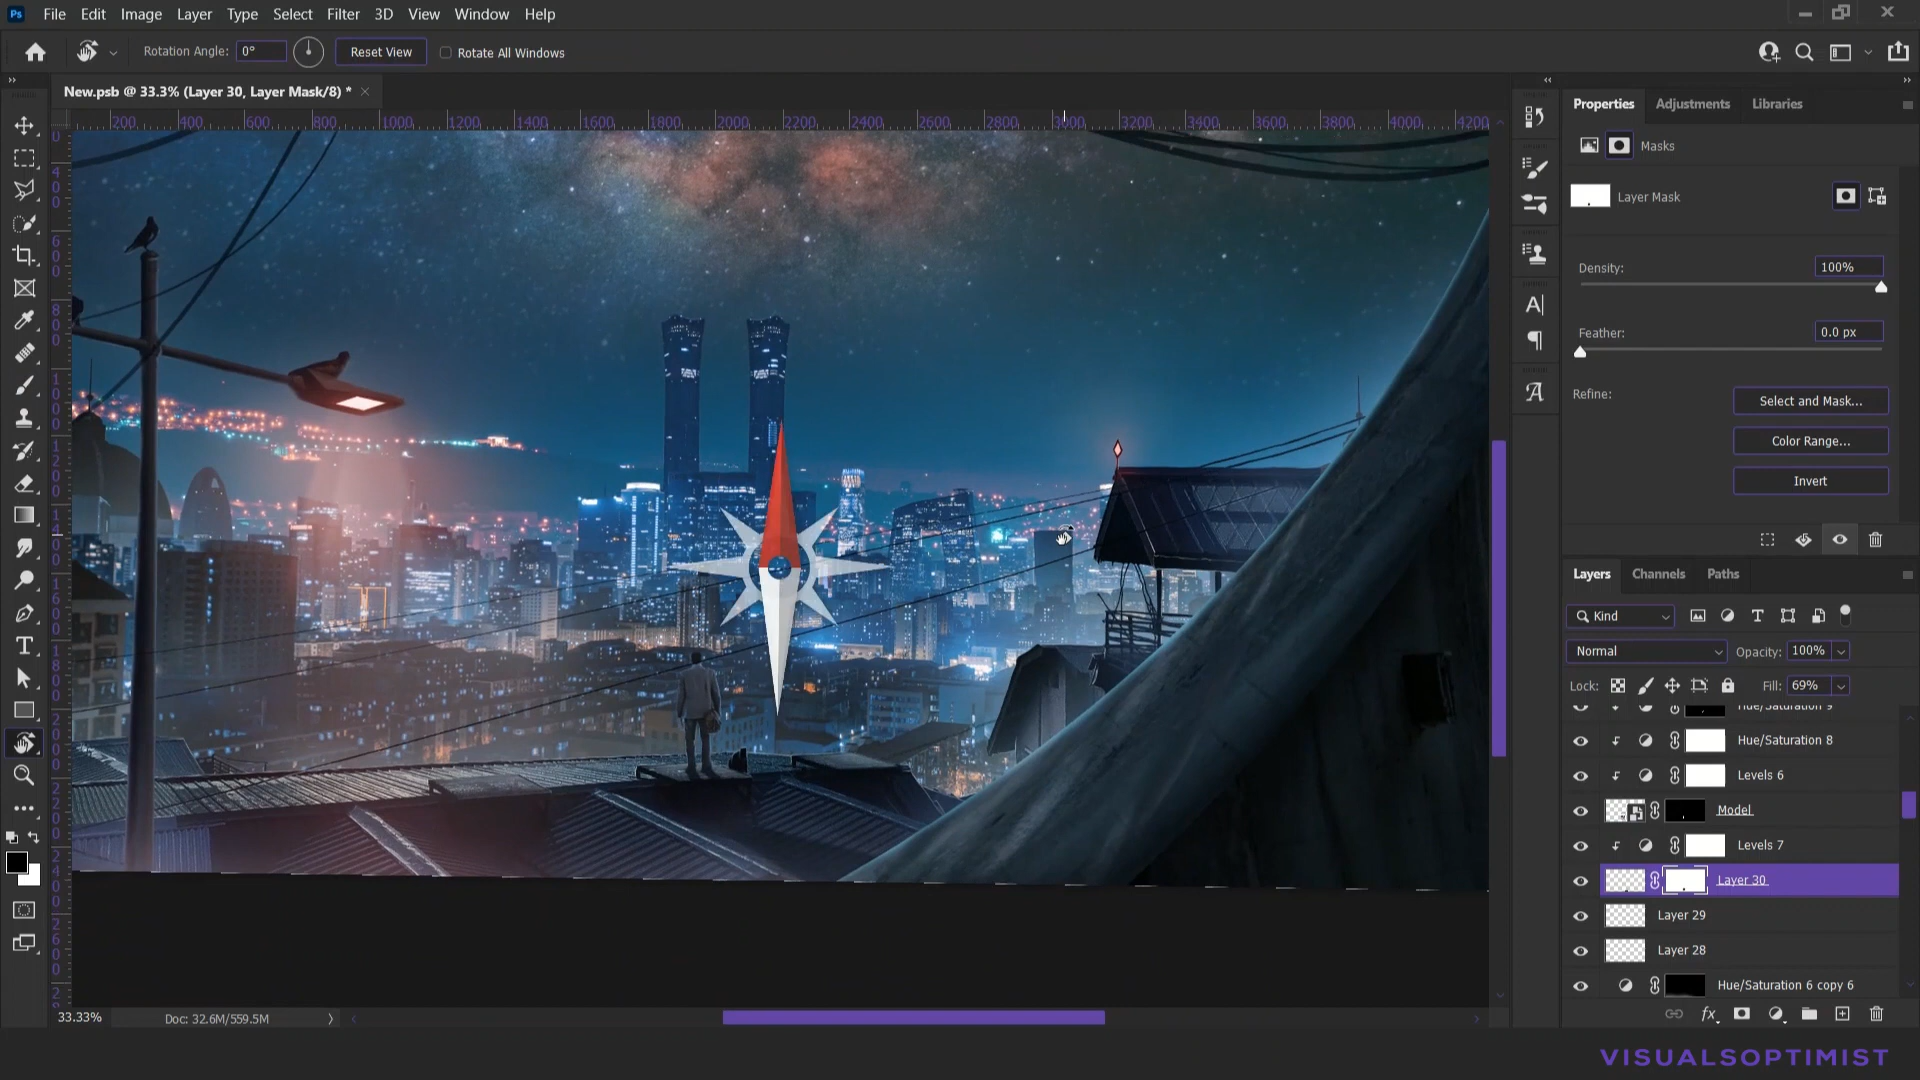 Ps File Edit Image Layer Type Select Filter 3D View Window Help
Rotation Angle: 0° Reset View Rotate All Windows
New.psb @ 33.3% (Layer 30, Layer Mask/8) * ×
200 400 600 800 1000 1200 1400 1600 1800 2000 2200 2400 2600 2800 3000 3200 3400 3600 3800 4000 4200
Properties Adjustments Libraries
Masks
Layer Mask
Density: 100%
Feather: 0.0 px
Refine: Select and Mask...
Color Range...
Invert
Layers Channels Paths
Kind
Normal Opacity: 100%
Lock: Fill: 69%
Hue/Saturation 9
Hue/Saturation 8
Levels 6
Model
Levels 7
Layer 30
Layer 29
Layer 28
Hue/Saturation 6 copy 6
fx
33.33% Doc: 32.6M/559.5M
VISUALSOPTIMIST